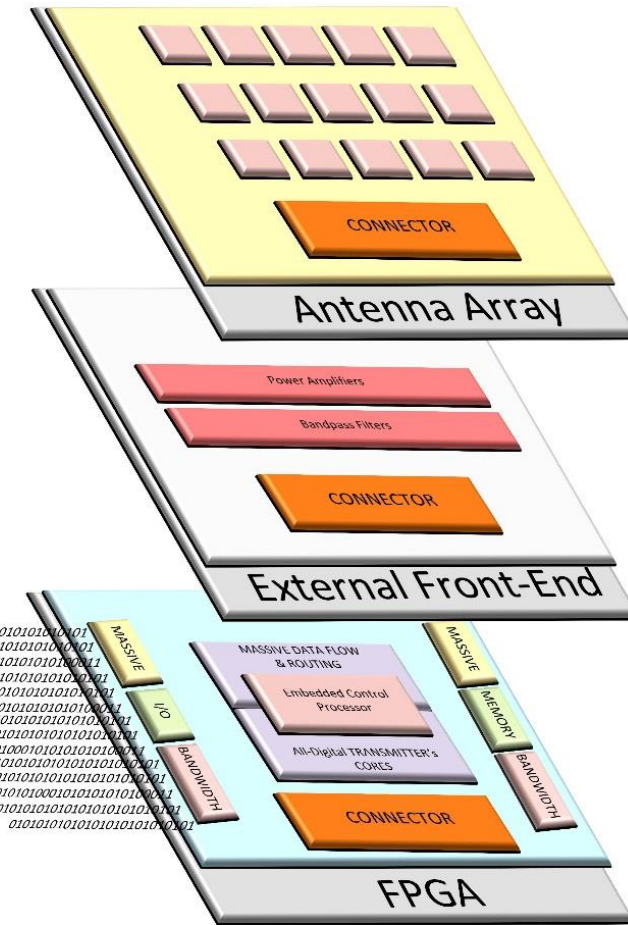 CONNECTOR
Antenna Array
Power Amplifiers
Bandpass Filters
CONNECTOR
External Front-End
MASSIVE
I/O
BANDWIDTH
MASSIVE DATA FLOW
& ROUTING
Embedded Control
Processor
All-Digital TRANSMITTER's
CORES
MASSIVE
MEMORY
BANDWIDTH
CONNECTOR
FPGA